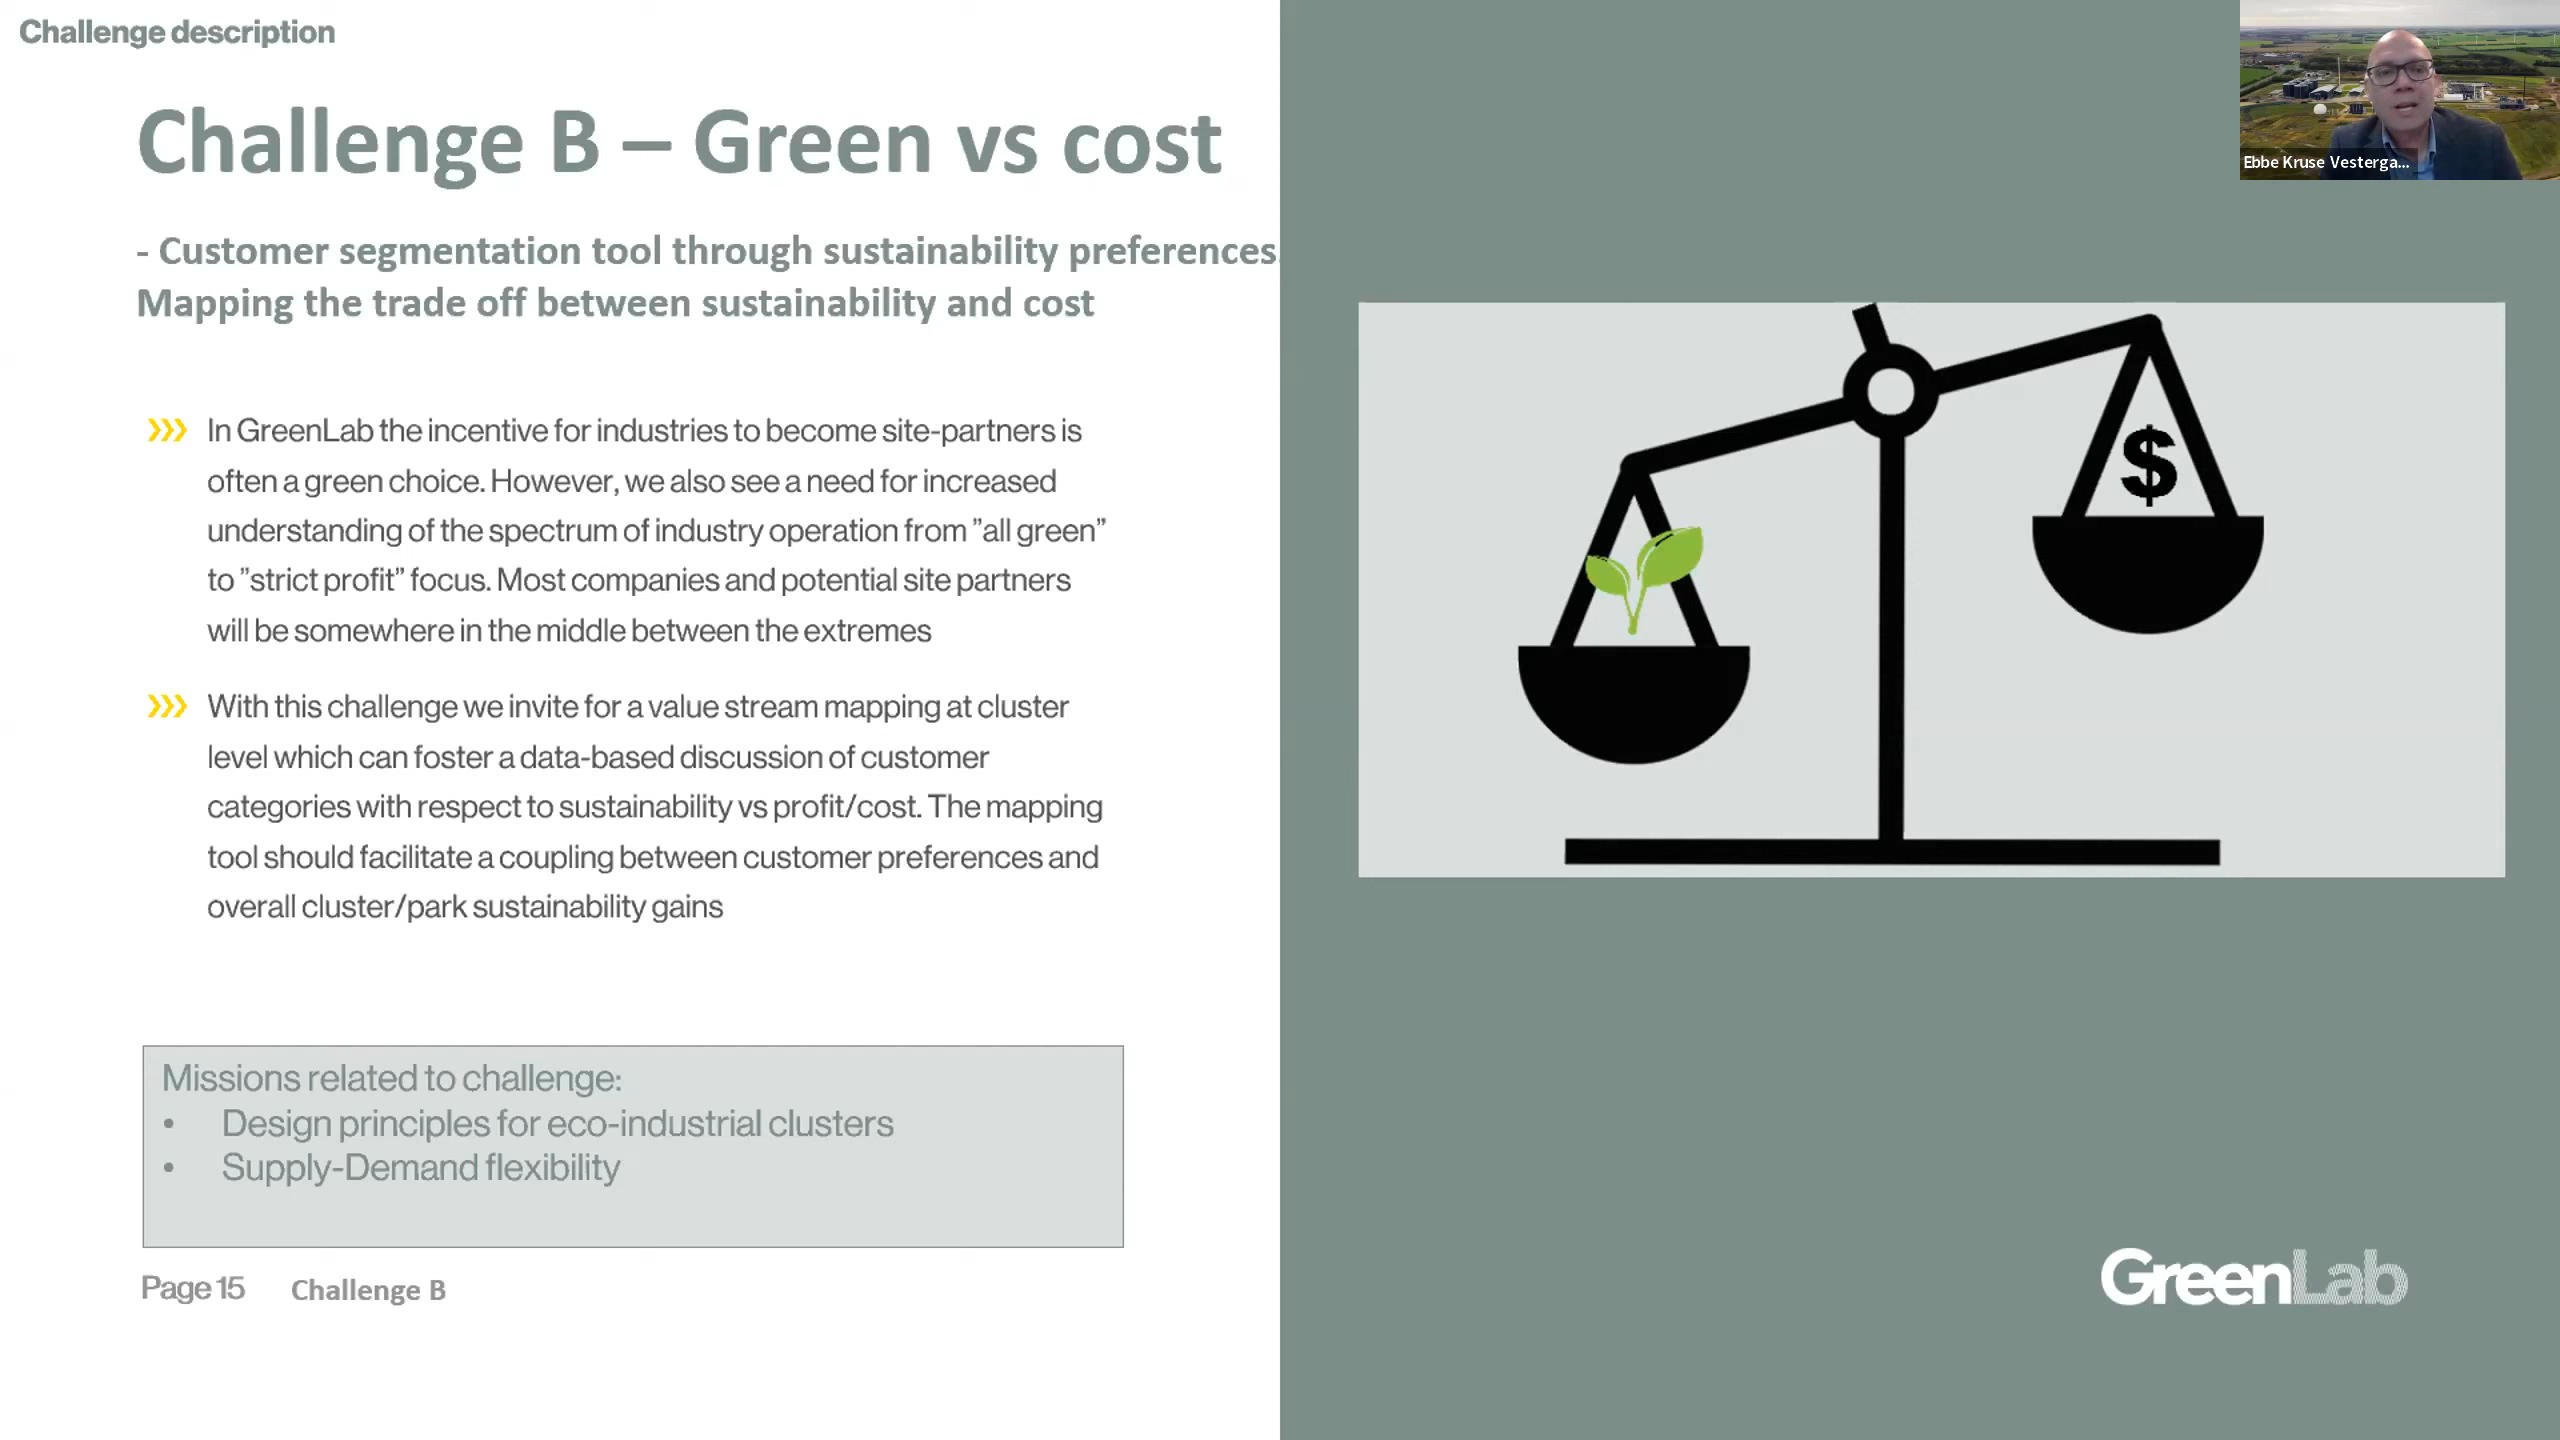 Challenge description
Challenge B – Green vs cost
- Customer segmentation tool through sustainability preferences.
Mapping the trade off between sustainability and cost
In GreenLab the incentive for industries to become site-partners is
often a green choice. However, we also see a need for increased
understanding of the spectrum of industry operation from ”all green”
to ”strict profit” focus. Most companies and potential site partners
will be somewhere in the middle between the extremes
With this challenge we invite for a value stream mapping at cluster
level which can foster a data-based discussion of customer
categories with respect to sustainability vs profit/cost. The mapping
tool should facilitate a coupling between customer preferences and
overall cluster/park sustainability gains
Missions related to challenge:
• Design principles for eco-industrial clusters
• Supply-Demand flexibility
Page 15 Challenge B
$
Ebbe Kruse Vesterga...
GreenLab